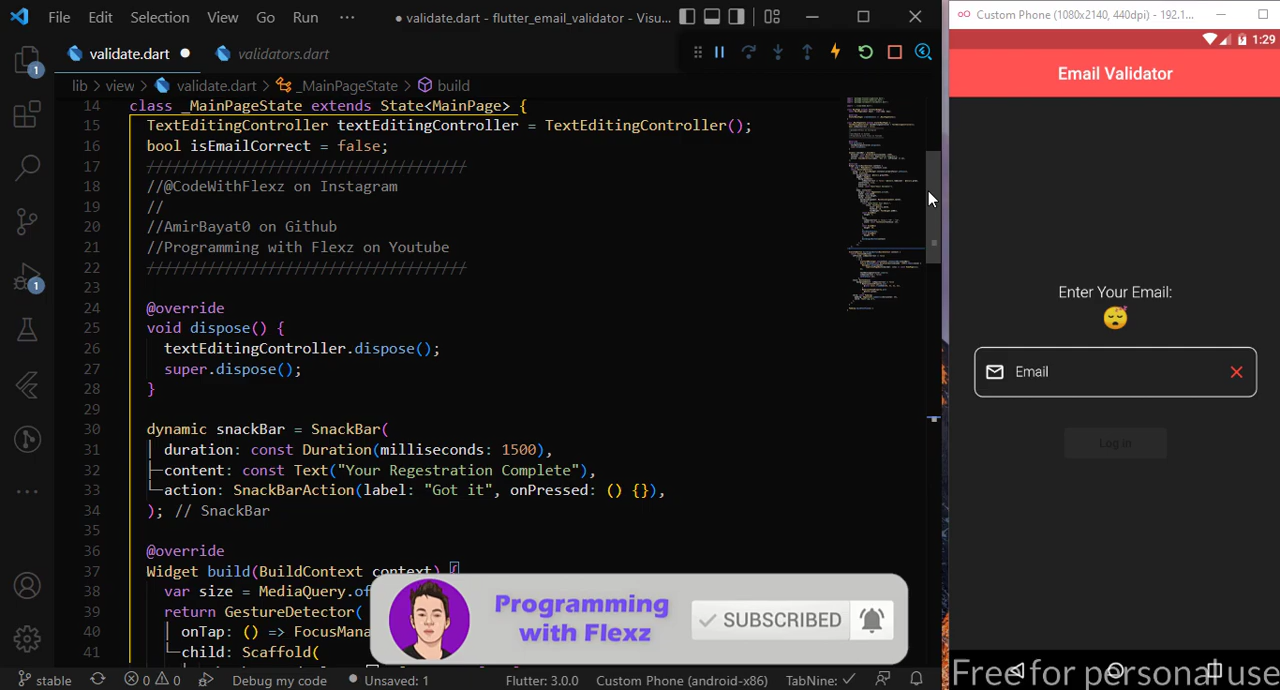 File Edit Selection View Go Run ··· ● validate.dart - flutter_email_validator - Visu...
Custom Phone (1080x2140, 440dpi) - 192.1...
validate.dart ● validators.dart
1:29
Email Validator
lib > view > validate.dart > _MainPageState > build
14 class _MainPageState extends State<MainPage> {
15 TextEditingController textEditingController = TextEditingController();
16 bool isEmailCorrect = false;
17 /////////////////////////////////////
18 //@CodeWithFlexz on Instagram
19 //
20 //AmirBayat0 on Github
21 //Programming with Flexz on Youtube
22 /////////////////////////////////////
23
24 @override
25 void dispose() {
26 textEditingController.dispose();
27 super.dispose();
28 }
29
30 dynamic snackBar = SnackBar(
31 duration: const Duration(milliseconds: 1500),
32 content: const Text("Your Regestration Complete"),
33 action: SnackBarAction(label: "Got it", onPressed: () {}),
34 ); // SnackBar
35
36 @override
37 Widget build(BuildContext context) {
38 var size = MediaQuery.of
39 return GestureDetector(
40 onTap: () => FocusMana
41 child: Scaffold(
1
1
Enter Your Email:
Email
Log in
Programming
with Flexz
SUBSCRIBED
stable 0 0 Debug my code ● Unsaved: 1 Flutter: 3.0.0 Custom Phone (android-x86) TabNine:
Free for personal use